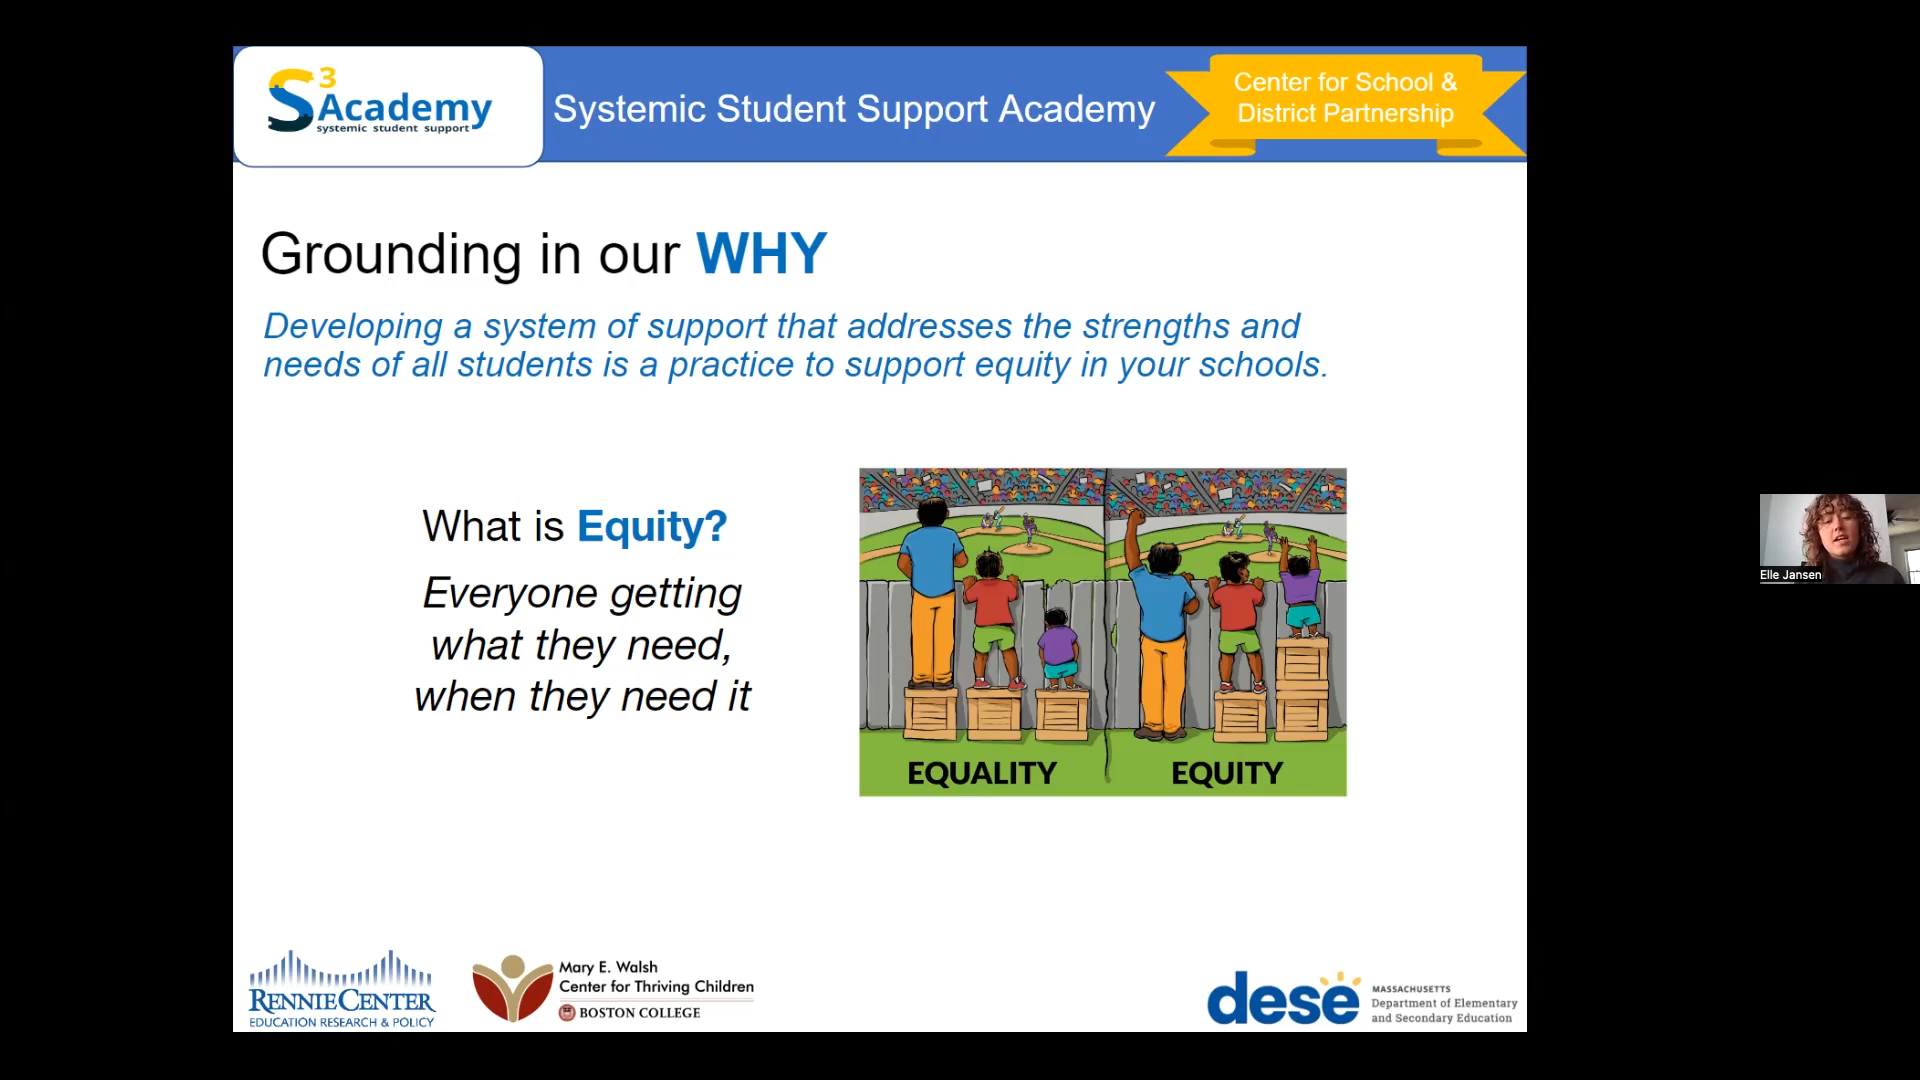 S3 Academy
systemic student support
Systemic Student Support Academy
Center for School &
District Partnership
Grounding in our WHY
Developing a system of support that addresses the strengths and
needs of all students is a practice to support equity in your schools.
What is Equity?
Everyone getting
what they need,
when they need it
EQUALITY
EQUITY
Elle Jansen
RENNIE CENTER
EDUCATION RESEARCH & POLICY
Mary E. Walsh
Center for Thriving Children
BOSTON COLLEGE
dese
MASSACHUSETTS
Department of Elementary
and Secondary Education